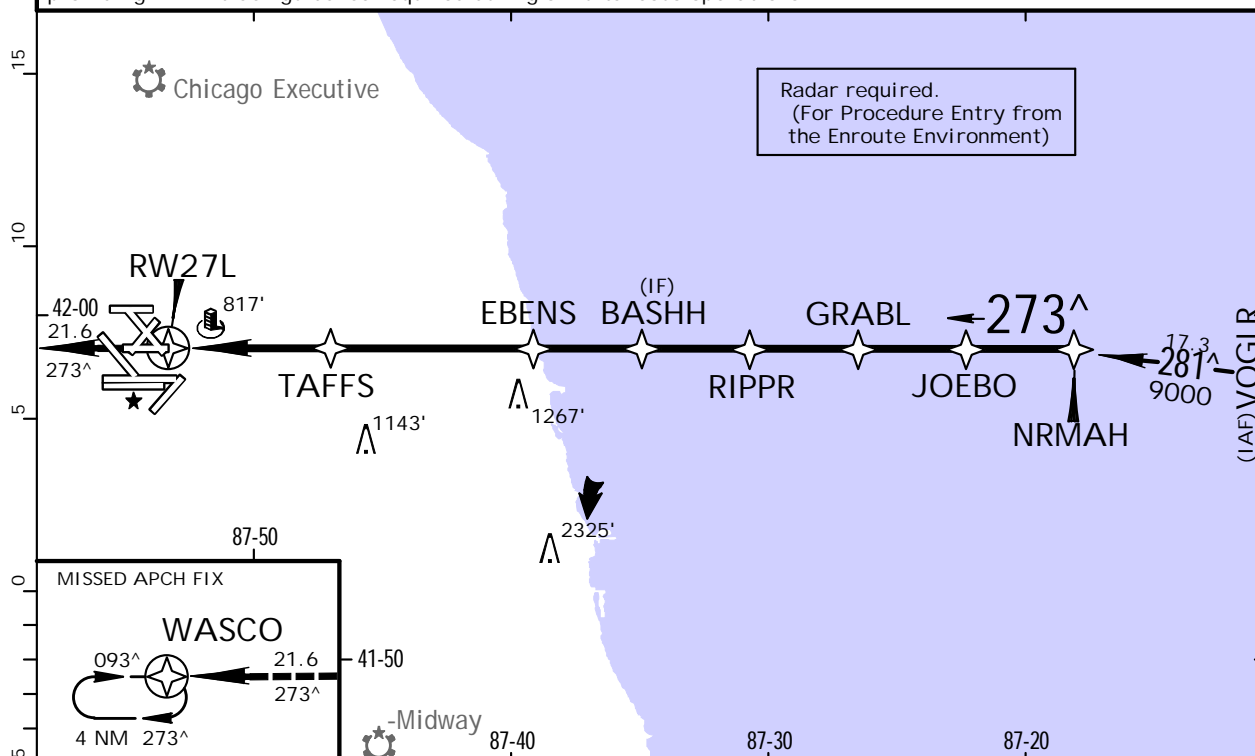 15
Chicago Executive
Radar required.
(For Procedure Entry from
the Enroute Environment)
10
RW27L
817'
42-00
21.6
273^
EBENS
(IF)
BASHH
GRABL
273^
TAFFS
RIPPR
JOEBO
NRMAH
17.3
281^
9000
(IAF) VOGIR
5
1143'
1267'
2325'
87-50
0
MISSED APCH FIX
WASCO
093^
21.6
273^
4 NM
273^
41-50
-Midway
87-40
87-30
87-20
5